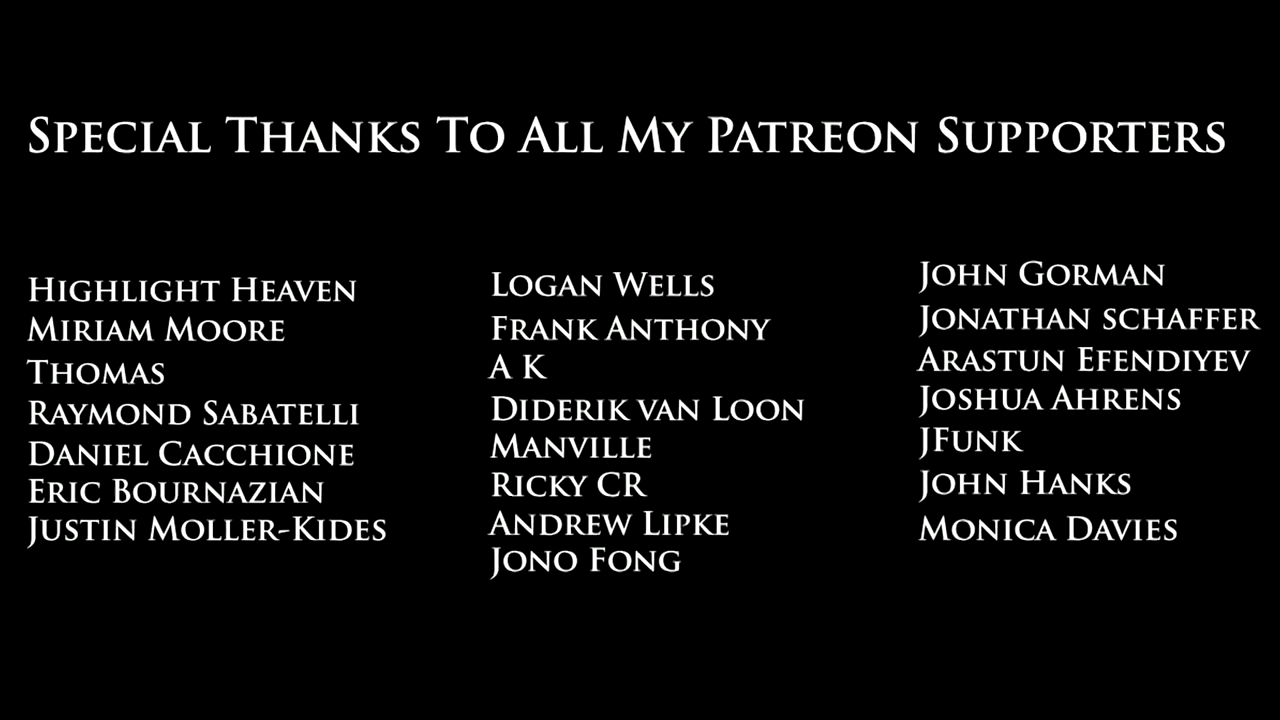 Special Thanks To All My Patreon Supporters
Highlight Heaven
Miriam Moore
Thomas
Raymond Sabatelli
Daniel Cacchione
Eric Bournazian
Justin Moller-Kides
Logan Wells
Frank Anthony
A K
Diderik van Loon
Manville
Ricky CR
Andrew Lipke
Jono Fong
John Gorman
Jonathan schaffer
Arastun Efendiyev
Joshua Ahrens
JFunk
John Hanks
Monica Davies